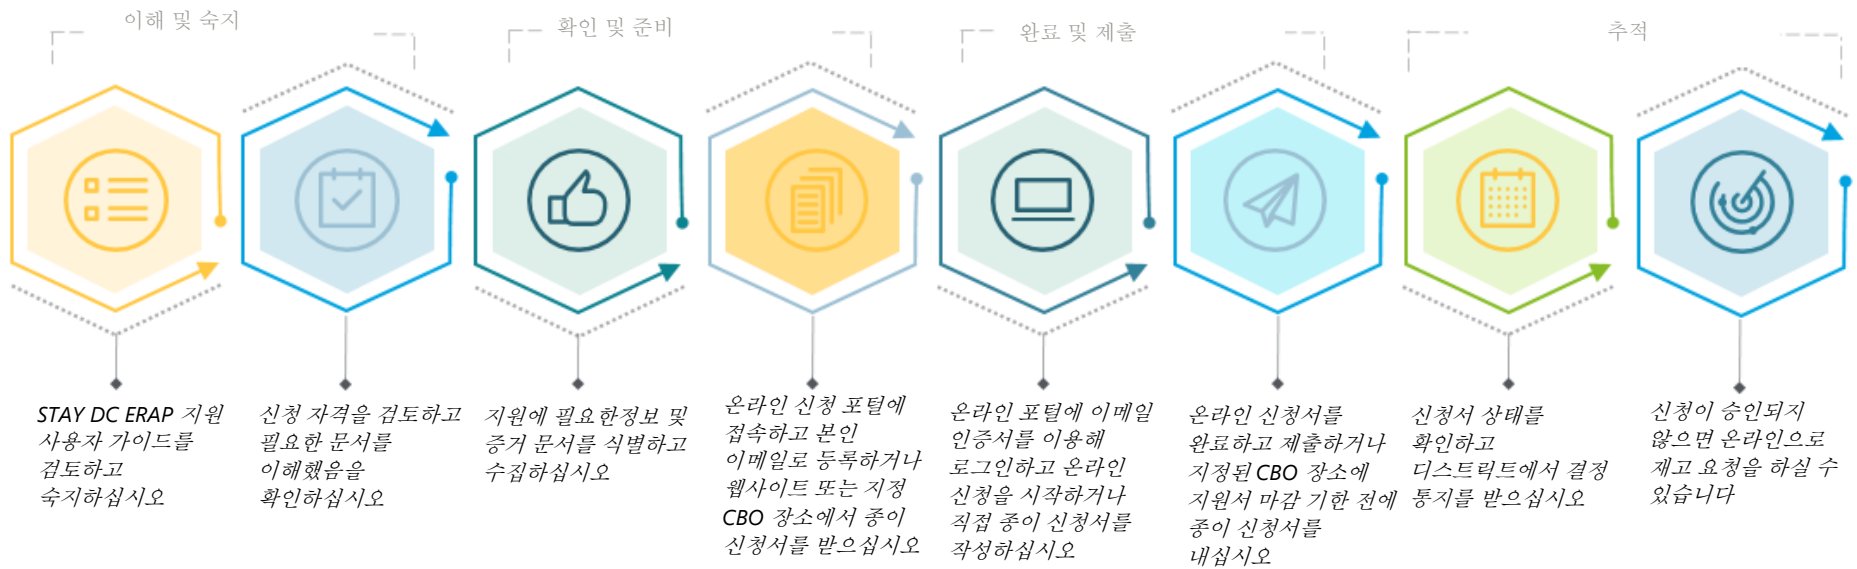 이해 및 숙지
확인 및 준비
완료 및 제출
추적
STAY DC ERAP 지원
사용자 가이드를
검토하고
숙지하십시오
신청 자격을 검토하고
필요한 문서를
이해했음을
확인하십시오
지원에 필요한정보 및
증거 문서를 식별하고
수집하십시오
온라인 신청 포털에
접속하고 본인
이메일로 등록하거나
웹사이트 또는 지정
CBO 장소에서 종이
신청서를 받으십시오
온라인 포털에 이메일
인증서를 이용해
로그인하고 온라인
신청을 시작하거나
직접 종이 신청서를
작성하십시오
온라인 신청서를
완료하고 제출하거나
지정된 CBO 장소에
지원서 마감 기한 전에
종이 신청서를
내십시오
신청서 상태를
확인하고
디스트릭트에서 결정
통지를 받으십시오
신청이 승인되지
않으면 온라인으로
재고 요청을 하실 수
있습니다